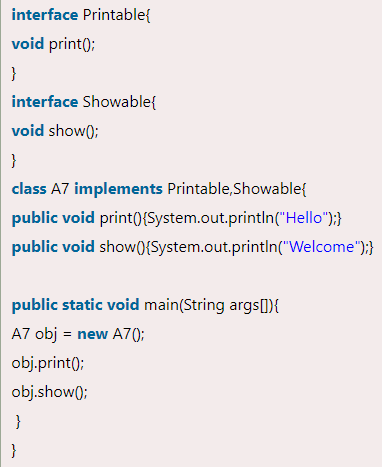 interface Printable{
void print();
}
interface Showable{
void show();
}
class A7 implements Printable,Showable{
public void print(){System.out.println("Hello");}
public void show(){System.out.println("Welcome");}
public static void main(String args[]){
A7 obj = new A7();
obj.print();
obj.show();
}
}